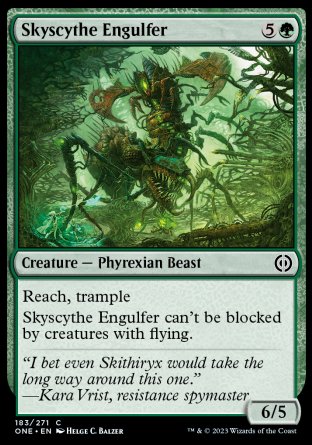 Skyscythe Engulfer 5
Creature — Phyrexian Beast
Reach, trample
Skyscythe Engulfer can't be blocked
by creatures with flying.
"I bet even Skithiryx would take the
long way around this one."
—Kara Vrist, resistance spymaster
6/5
183/271 C
ONE • EN HELGE C. BALZER
™ & © 2023 Wizards of the Coast